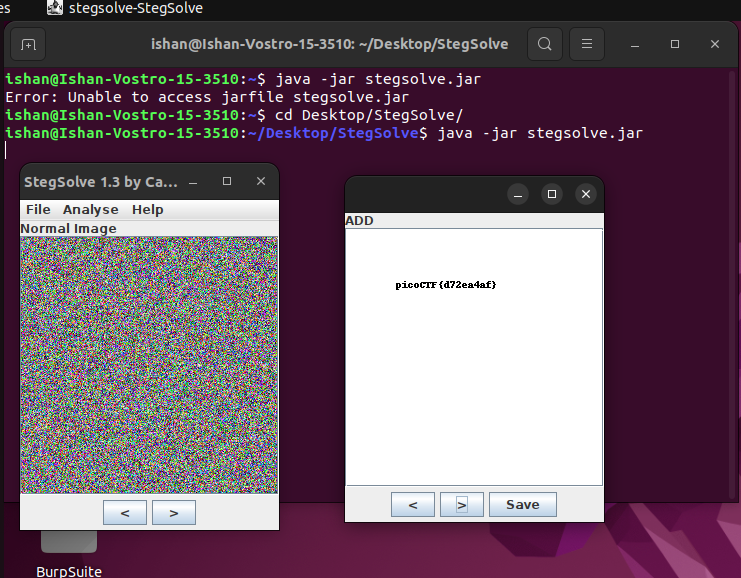 es stegsolve-StegSolve
ishan@Ishan-Vostro-15-3510: ~/Desktop/StegSolve
ishan@Ishan-Vostro-15-3510:~$ java -jar stegsolve.jar
Error: Unable to access jarfile stegsolve.jar
ishan@Ishan-Vostro-15-3510:~$ cd Desktop/StegSolve/
ishan@Ishan-Vostro-15-3510:~/Desktop/StegSolve$ java -jar stegsolve.jar
StegSolve 1.3 by Ca...
File Analyse Help
Normal Image
< >
ADD
picoCTF{d72ea4af}
< > Save
BurpSuite